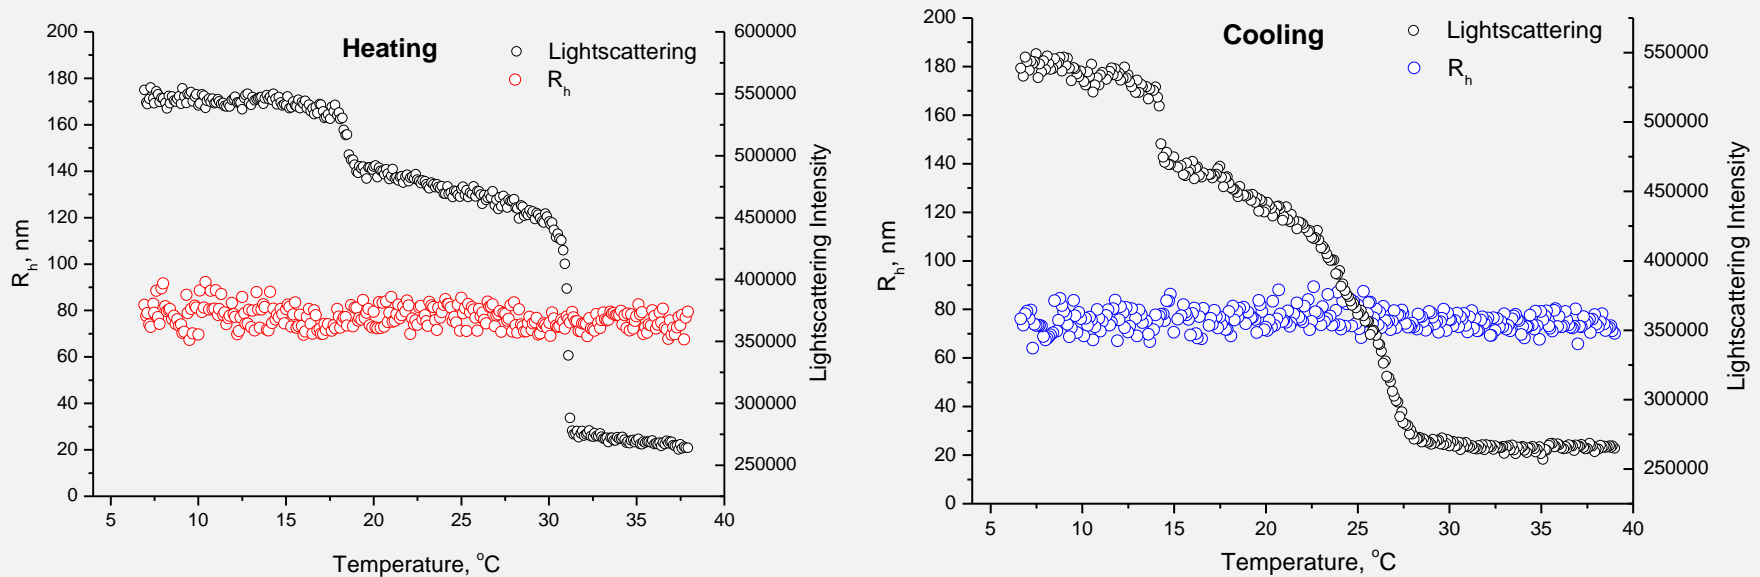 Heating
Lightscattering
Rh
200
180
160
140
120
100
80
60
40
20
0
Rh, nm
600000
550000
500000
450000
400000
350000
300000
250000
Lightscattering Intensity
5 10 15 20 25 30 35 40
Temperature, °C
Cooling
Lightscattering
Rh
200
180
160
140
120
100
80
60
40
20
0
Rh, nm
550000
500000
450000
400000
350000
300000
250000
Lightscattering Intensity
5 10 15 20 25 30 35 40
Temperature, °C